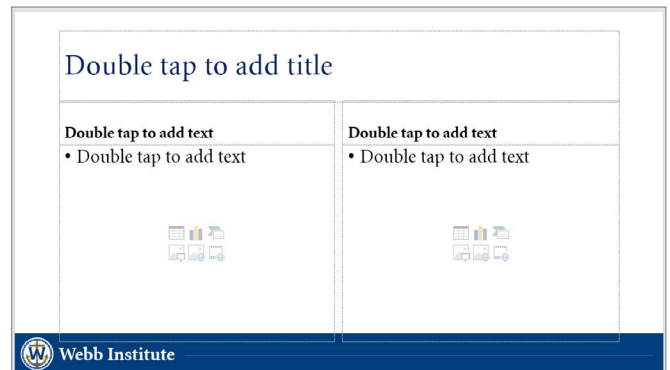 Double tap to add title
Double tap to add text
• Double tap to add text
Double tap to add text
• Double tap to add text
W Webb Institute